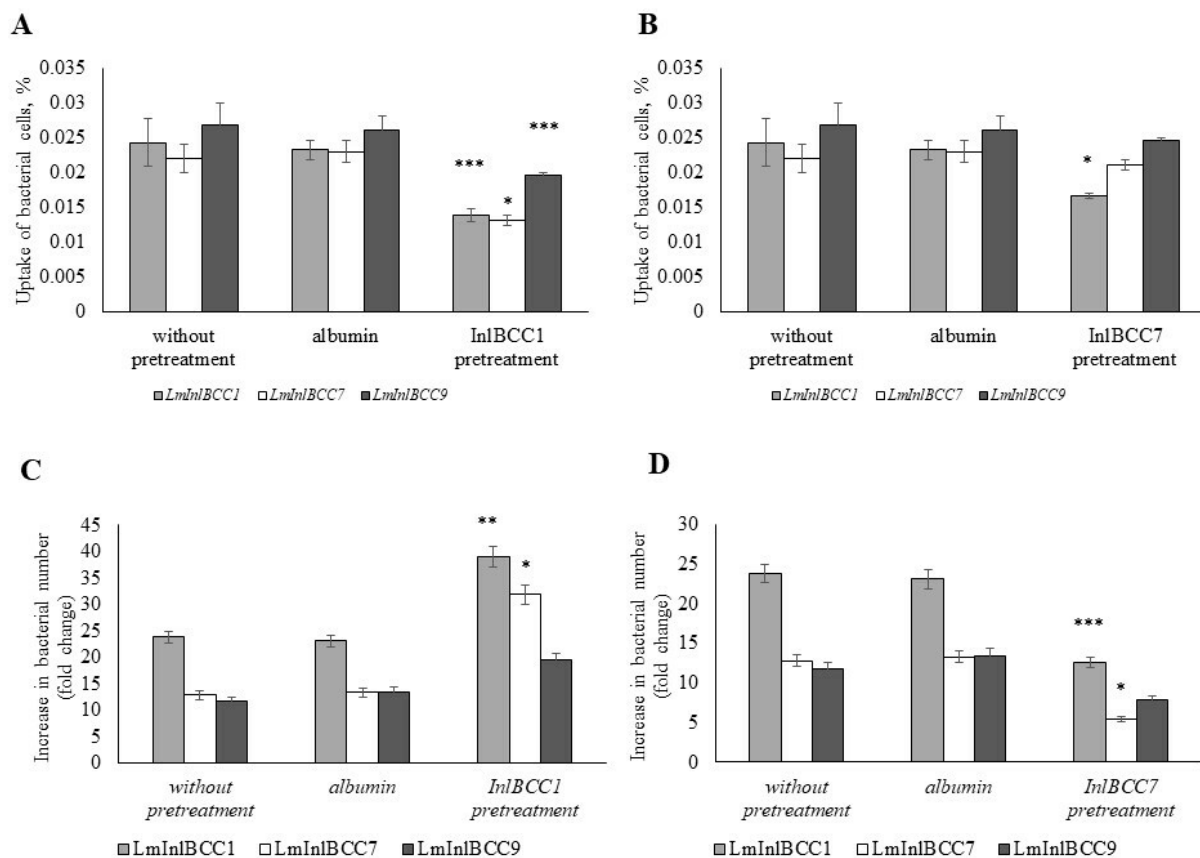 A
Uptake of bacterial cells, %
0.035
0.03
0.025
0.02
0.015
0.01
0.005
0
***
*
***
without
pretreatment
albumin
InlBCC1
pretreatment
LmInlBCC1 LmInlBCC7 LmInlBCC9
B
Uptake of bacterial cells, %
0.035
0.03
0.025
0.02
0.015
0.01
0.005
0
*
without
pretreatment
albumin
InlBCC7
pretreatment
LmInlBCC1 LmInlBCC7 LmInlBCC9
C
Increase in bacterial number
(fold change)
45
40
35
30
25
20
15
10
5
0
**
*
without
pretreatment
albumin
InlBCC1
pretreatment
LmInlBCC1 LmInlBCC7 LmInlBCC9
D
Increase in bacterial number
(fold change)
30
25
20
15
10
5
0
***
*
without
pretreatment
albumin
InlBCC7
pretreatment
LmInlBCC1 LmInlBCC7 LmInlBCC9